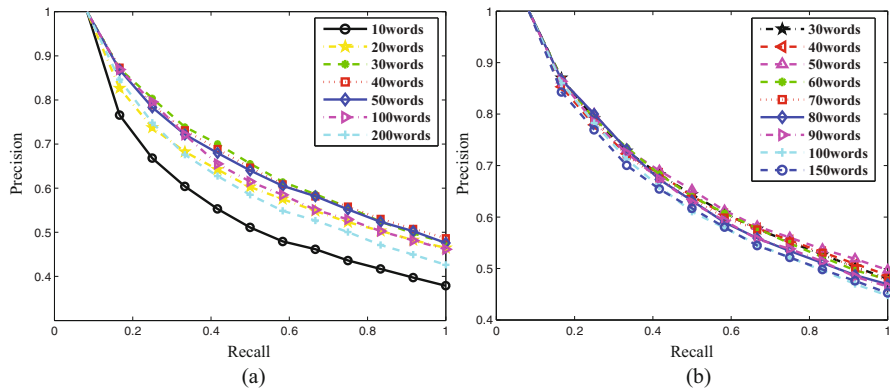 1
0.9
0.8
0.7
0.6
0.5
0.4
0
0.2
0.4
0.6
0.8
1
Precision
Recall
10words
20words
30words
40words
50words
100words
200words
(a)
1
0.9
0.8
0.7
0.6
0.5
0.4
0
0.2
0.4
0.6
0.8
1
Precision
Recall
30words
40words
50words
60words
70words
80words
90words
100words
150words
(b)